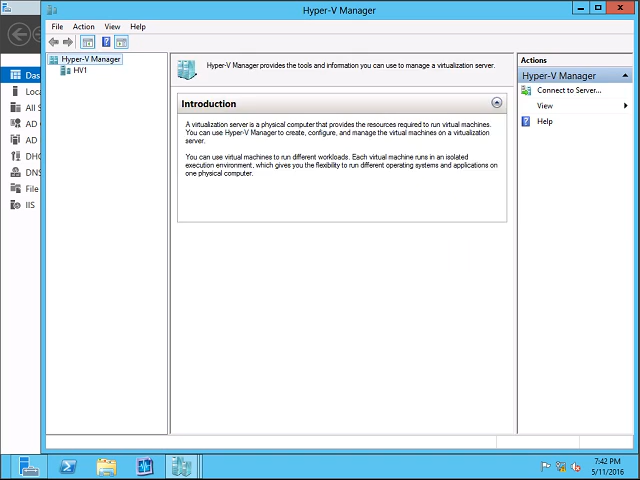 Hyper-V Manager
File Action View Help
Hyper-V Manager
HV1
Hyper-V Manager provides the tools and information you can use to manage a virtualization server.
Introduction
A virtualization server is a physical computer that provides the resources required to run virtual machines.
You can use Hyper-V Manager to create, configure, and manage the virtual machines on a virtualization
server.
You can use virtual machines to run different workloads. Each virtual machine runs in an isolated
execution environment, which gives you the flexibility to run different operating systems and applications on
one physical computer.
Actions
Hyper-V Manager
Connect to Server...
View
Help
Das
Loca
All S
AD
AD
DHC
DNS
File
IIS
7:42 PM
5/11/2016